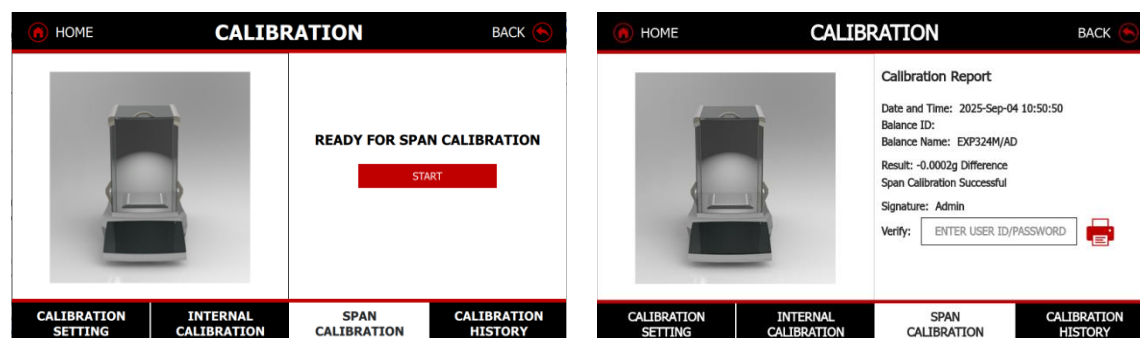 HOME CALIBRATION BACK
READY FOR SPAN CALIBRATION
START
CALIBRATION SETTING
INTERNAL CALIBRATION
SPAN CALIBRATION
CALIBRATION HISTORY
HOME CALIBRATION BACK
Calibration Report
Date and Time: 2025-Sep-04 10:50:50
Balance ID:
Balance Name: EXP324M/AD
Result: -0.0002g Difference
Span Calibration Successful
Signature: Admin
Verify: ENTER USER ID/PASSWORD
CALIBRATION SETTING
INTERNAL CALIBRATION
SPAN CALIBRATION
CALIBRATION HISTORY